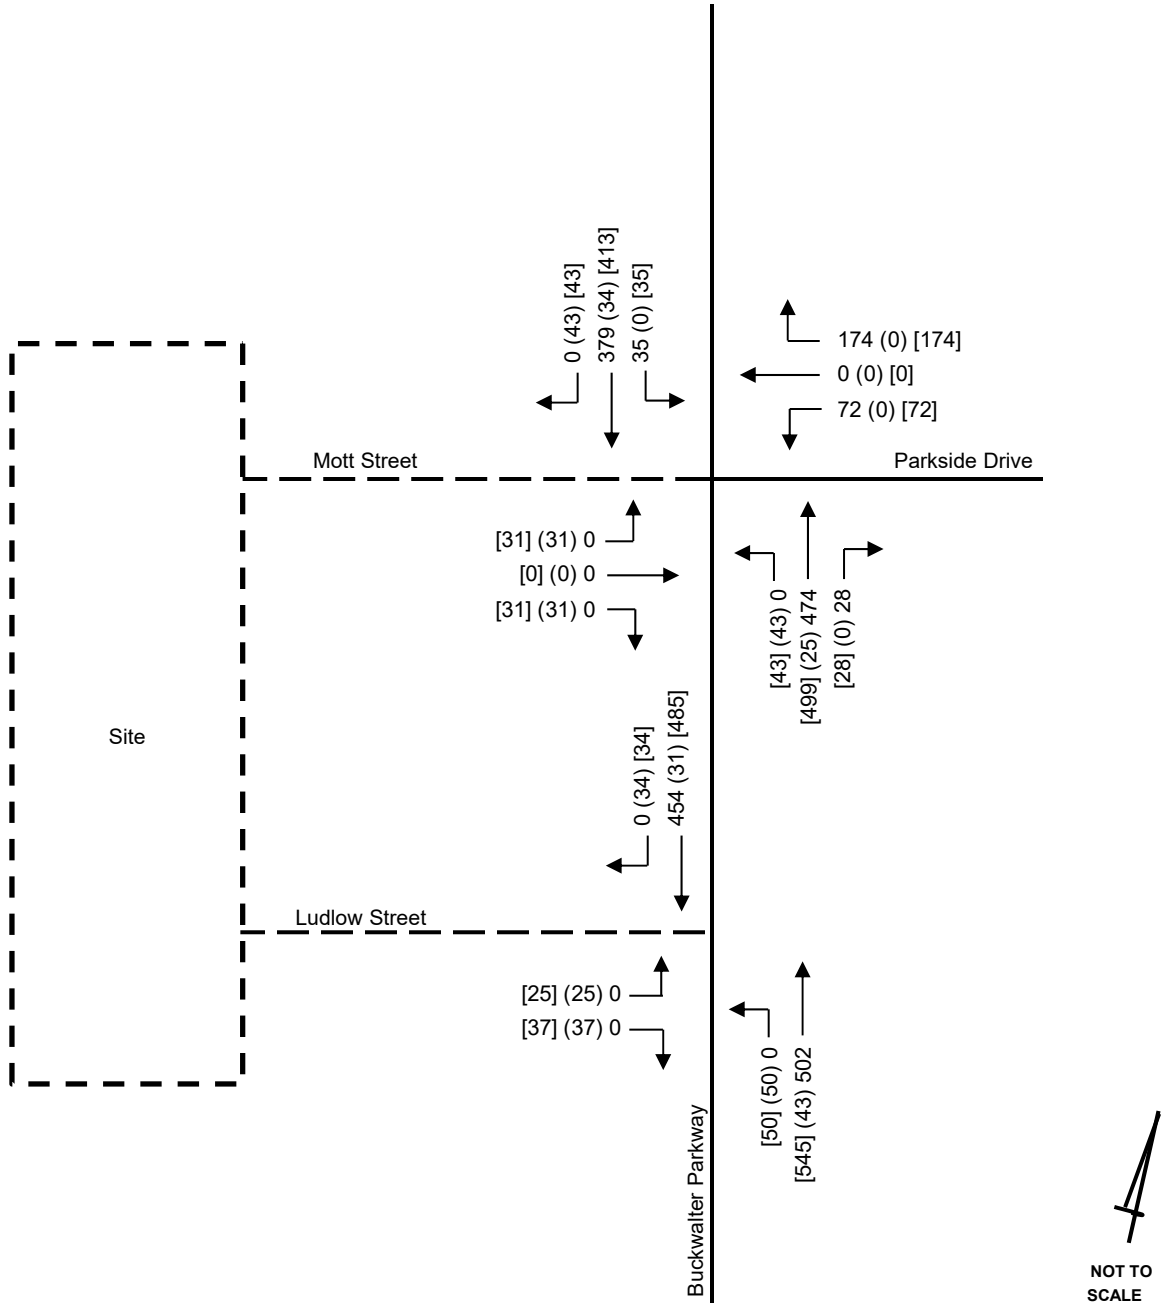 0 (43) [43]
379 (34) [413]
35 (0) [35]
174 (0) [174]
0 (0) [0]
72 (0) [72]
Mott Street
Parkside Drive
[31] (31) 0
[0] (0) 0
[31] (31) 0
[43] (43) 0
[499] (25) 474
[28] (0) 28
Site
0 (34) [34]
454 (31) [485]
Ludlow Street
[25] (25) 0
[37] (37) 0
[50] (50) 0
[545] (43) 502
Buckwalter Parkway
NOT TO
SCALE